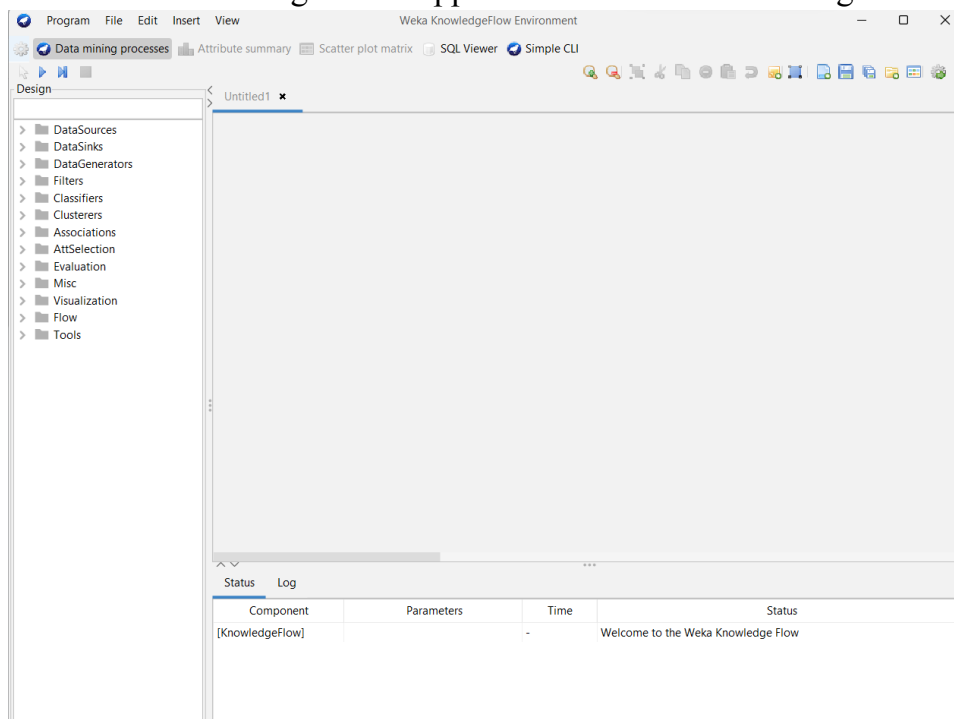 Program File Edit Insert View Weka KnowledgeFlow Environment
Data mining processes Attribute summary Scatter plot matrix SQL Viewer Simple CLI
Design
Untitled1
DataSources
DataSinks
DataGenerators
Filters
Classifiers
Clusterers
Associations
AttSelection
Evaluation
Misc
Visualization
Flow
Tools
Status Log
Component Parameters Time Status
[KnowledgeFlow] - Welcome to the Weka Knowledge Flow